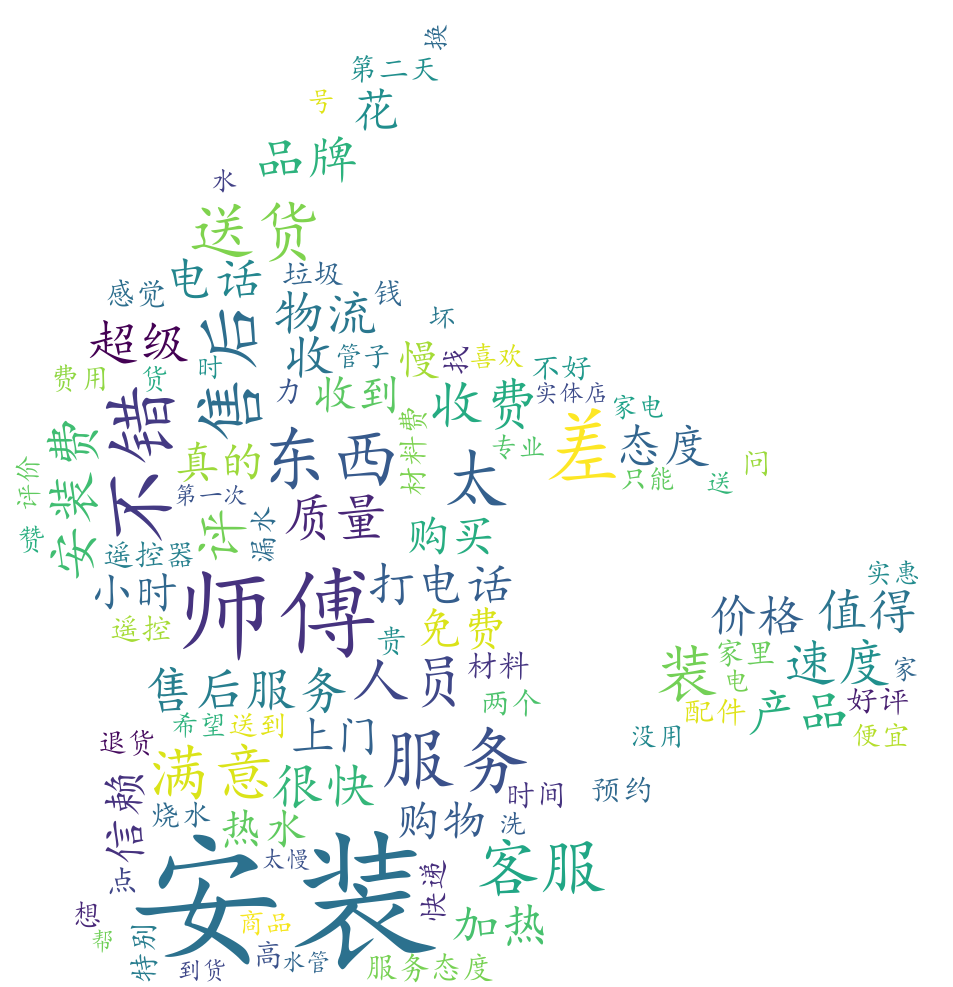 换
第二天
号
花
品牌
水
送货
电话
垃圾
感觉
钱
物流
坏
超级
售后
收
管子
慢
找
喜欢
不好
费用
货
时
力
收到
实体店
收费
家电
不错
材料费
差
态度
安装费
真的
东西
专业
太
只能
问
送
评价
第一次
质量
赞
评
漏水
购买
遥控器
小时
师傅
打电话
实惠
遥控
贵
免费
价格
值得
售后服务
人员
材料
装
家里
速度
家
电
两个
配件
产品
好评
希望
送到
退货
上门
服务
没用
便宜
满意
很快
信赖
时间
预约
烧水
热水
购物
洗
安装
太慢
客服
点
快递
想
商品
加热
帮
特别
到货
高
水管
服务态度